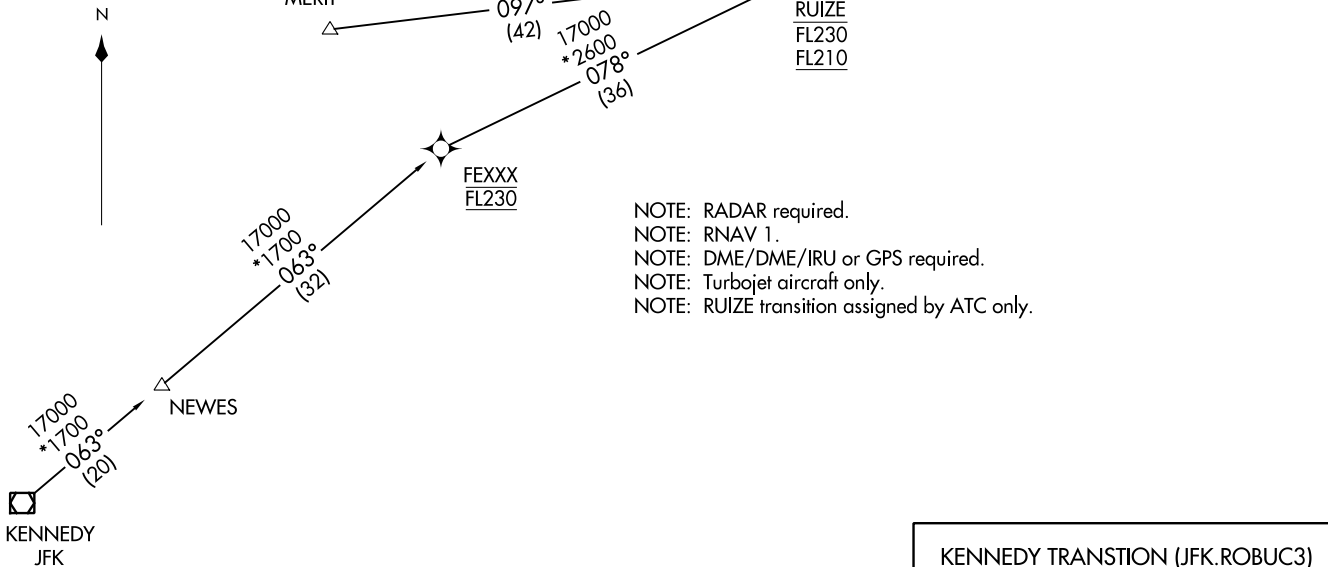 N
MERIT
097°
(42)
RUIZE
FL230
FL210
17000
*2600
078°
(36)
FEXXX
FL230
17000
*1700
063°
(32)
NOTE: RADAR required.
NOTE: RNAV 1.
NOTE: DME/DME/IRU or GPS required.
NOTE: Turbojet aircraft only.
NOTE: RUIZE transition assigned by ATC only.
NEWES
17000
*1700
063°
(20)
KENNEDY
JFK
KENNEDY TRANSTION (JFK.ROBUC3)